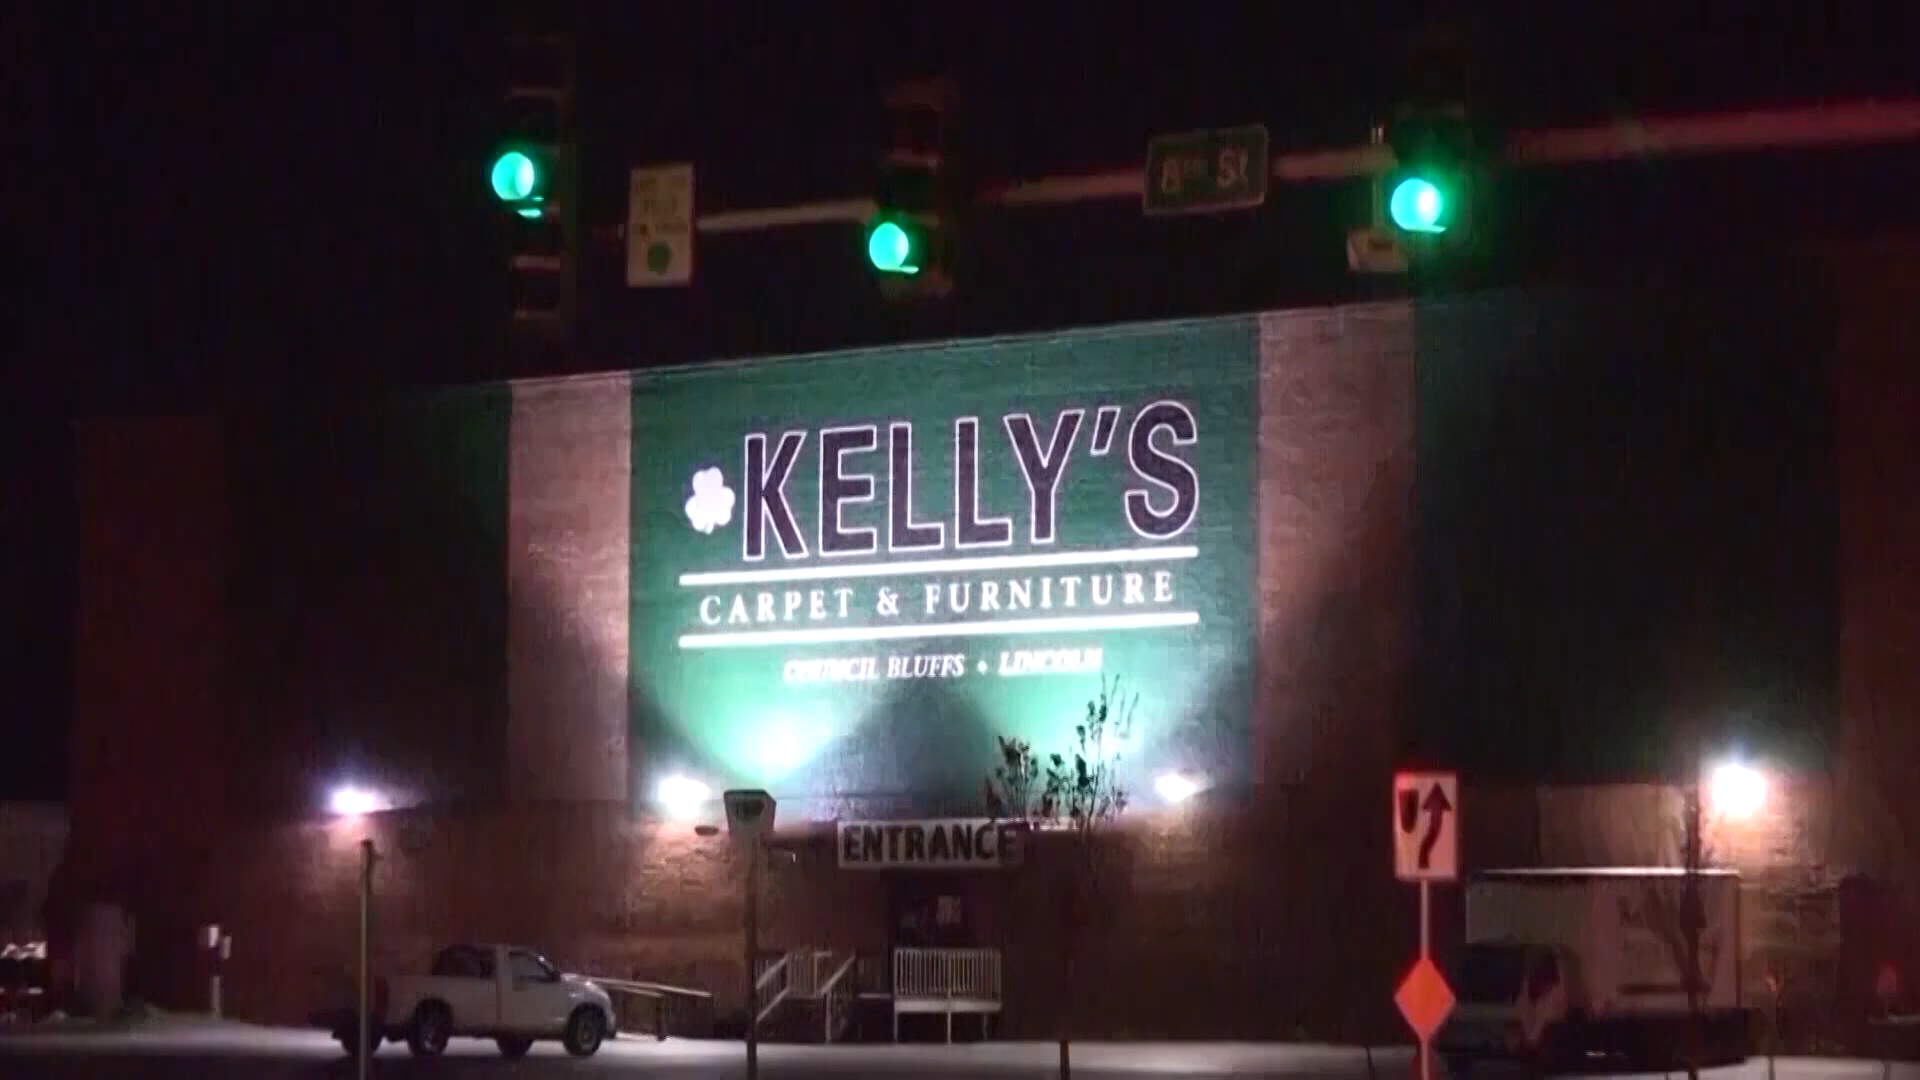 8TH ST
KELLY'S
CARPET & FURNITURE
COUNCIL BLUFFS • LINCOLN
ENTRANCE